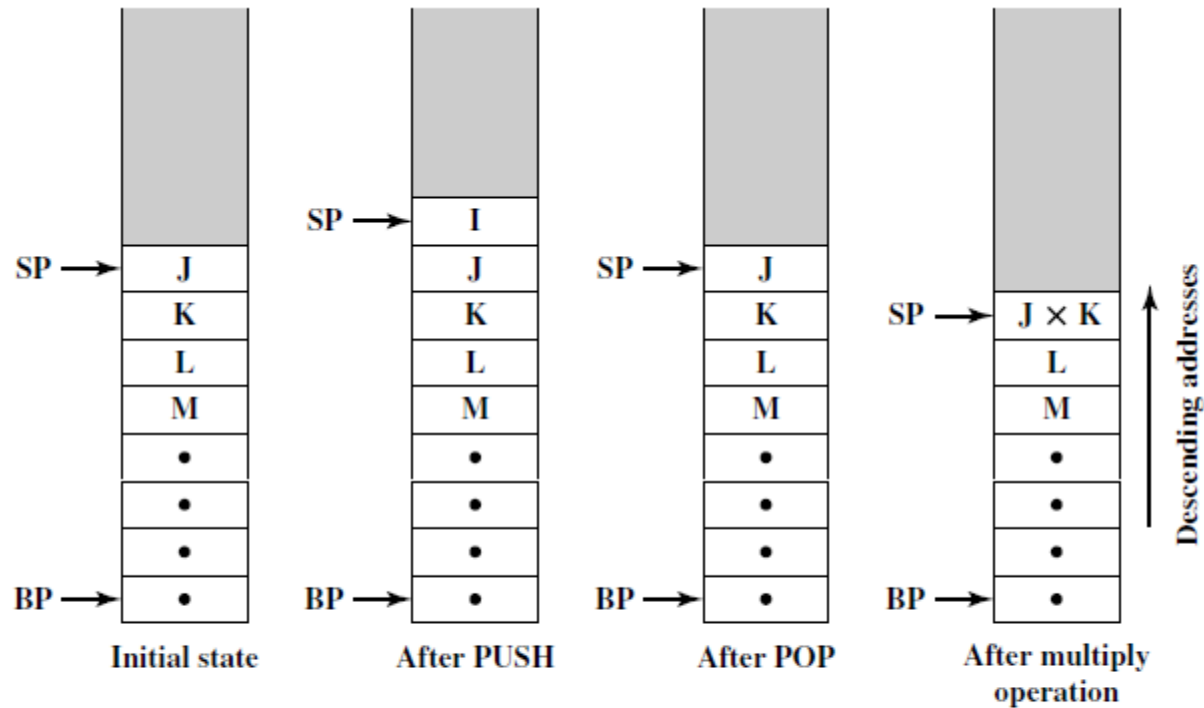 SP
J
K
L
M
•
•
•
BP
•
Initial state
SP
I
J
K
L
M
•
•
•
BP
•
After PUSH
SP
J
K
L
M
•
•
•
BP
•
After POP
SP
J × K
L
M
•
•
•
BP
•
After multiply
operation
Descending addresses